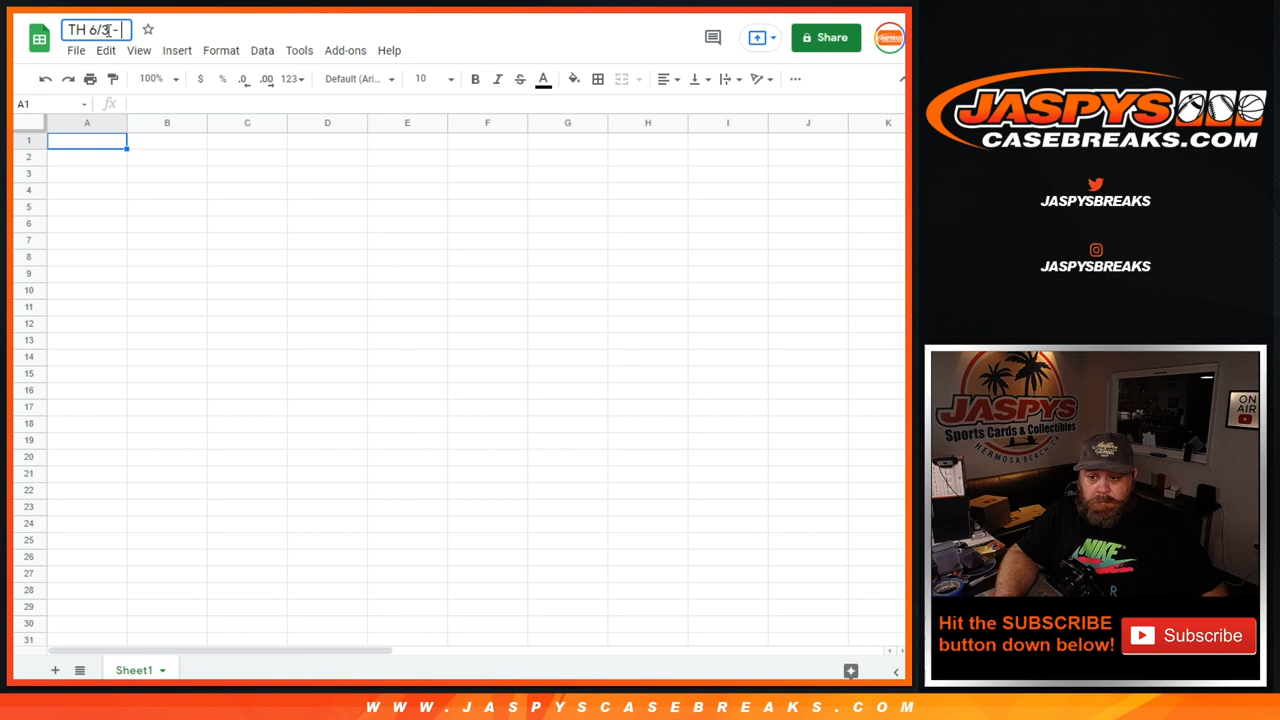 TH 6/3 -
File Edit View Insert Format Data Tools Add-ons Help
Share
100% $ % .0 .00 123 Default (Ari... 10 B I S A
A1 fx
A B C D E F G H I J K
1
2
3
4
5
6
7
8
9
10
11
12
13
14
15
16
17
18
19
20
21
22
23
24
25
26
27
28
29
30
31
Sheet1
JASPYS
CASEBREAKS.COM
JASPYSBREAKS
JASPYSBREAKS
JASPYS
Sports Cards & Collectibles
HERMOSA BEACH, CA
ON
AIR
NIKE
Hit the SUBSCRIBE
button down below!
Subscribe
WWW.JASPYSCASEBREAKS.COM